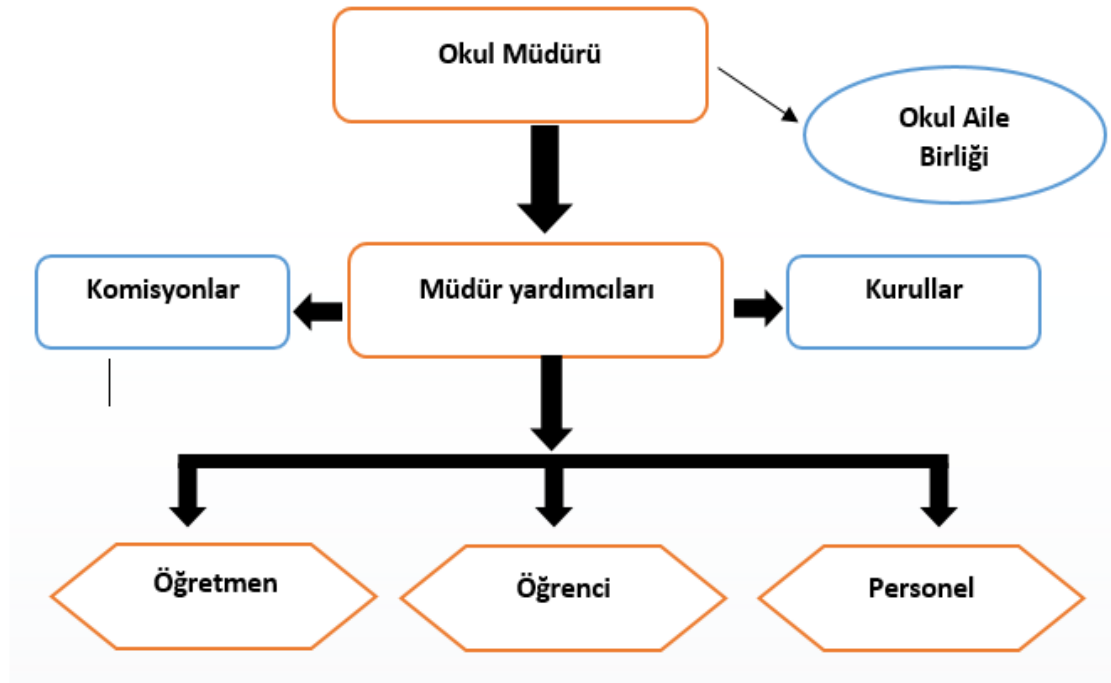 Okul Müdürü
Okul Aile
Birliği
Komisyonlar
Müdür yardımcıları
Kurullar
Öğretmen
Öğrenci
Personel